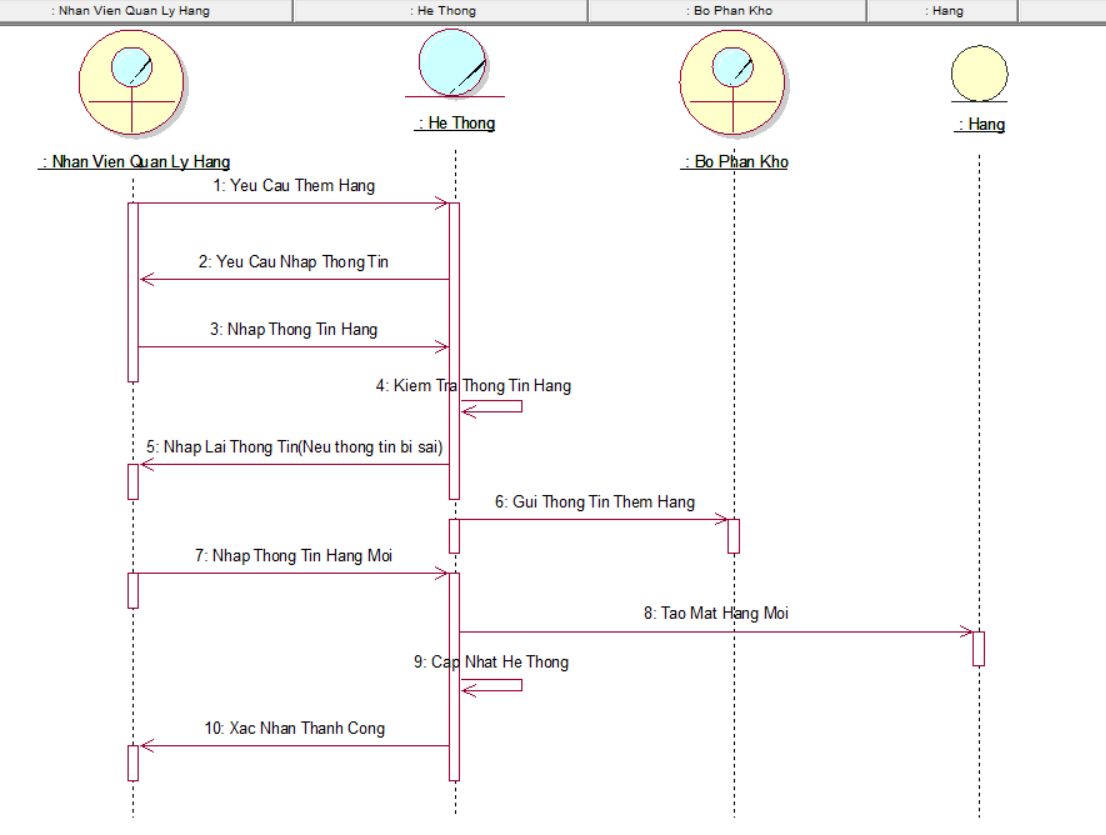 : Nhan Vien Quan Ly Hang
: He Thong
: Bo Phan Kho
: Hang
: He Thong
: Hang
: Nhan Vien Quan Ly Hang
: Bo Phan Kho
1: Yeu Cau Them Hang
2: Yeu Cau Nhap Thong Tin
3: Nhap Thong Tin Hang
4: Kiem Tra Thong Tin Hang
5: Nhap Lai Thong Tin(Neu thong tin bi sai)
6: Gui Thong Tin Them Hang
7: Nhap Thong Tin Hang Moi
8: Tao Mat Hang Moi
9: Cap Nhat He Thong
10: Xac Nhan Thanh Cong